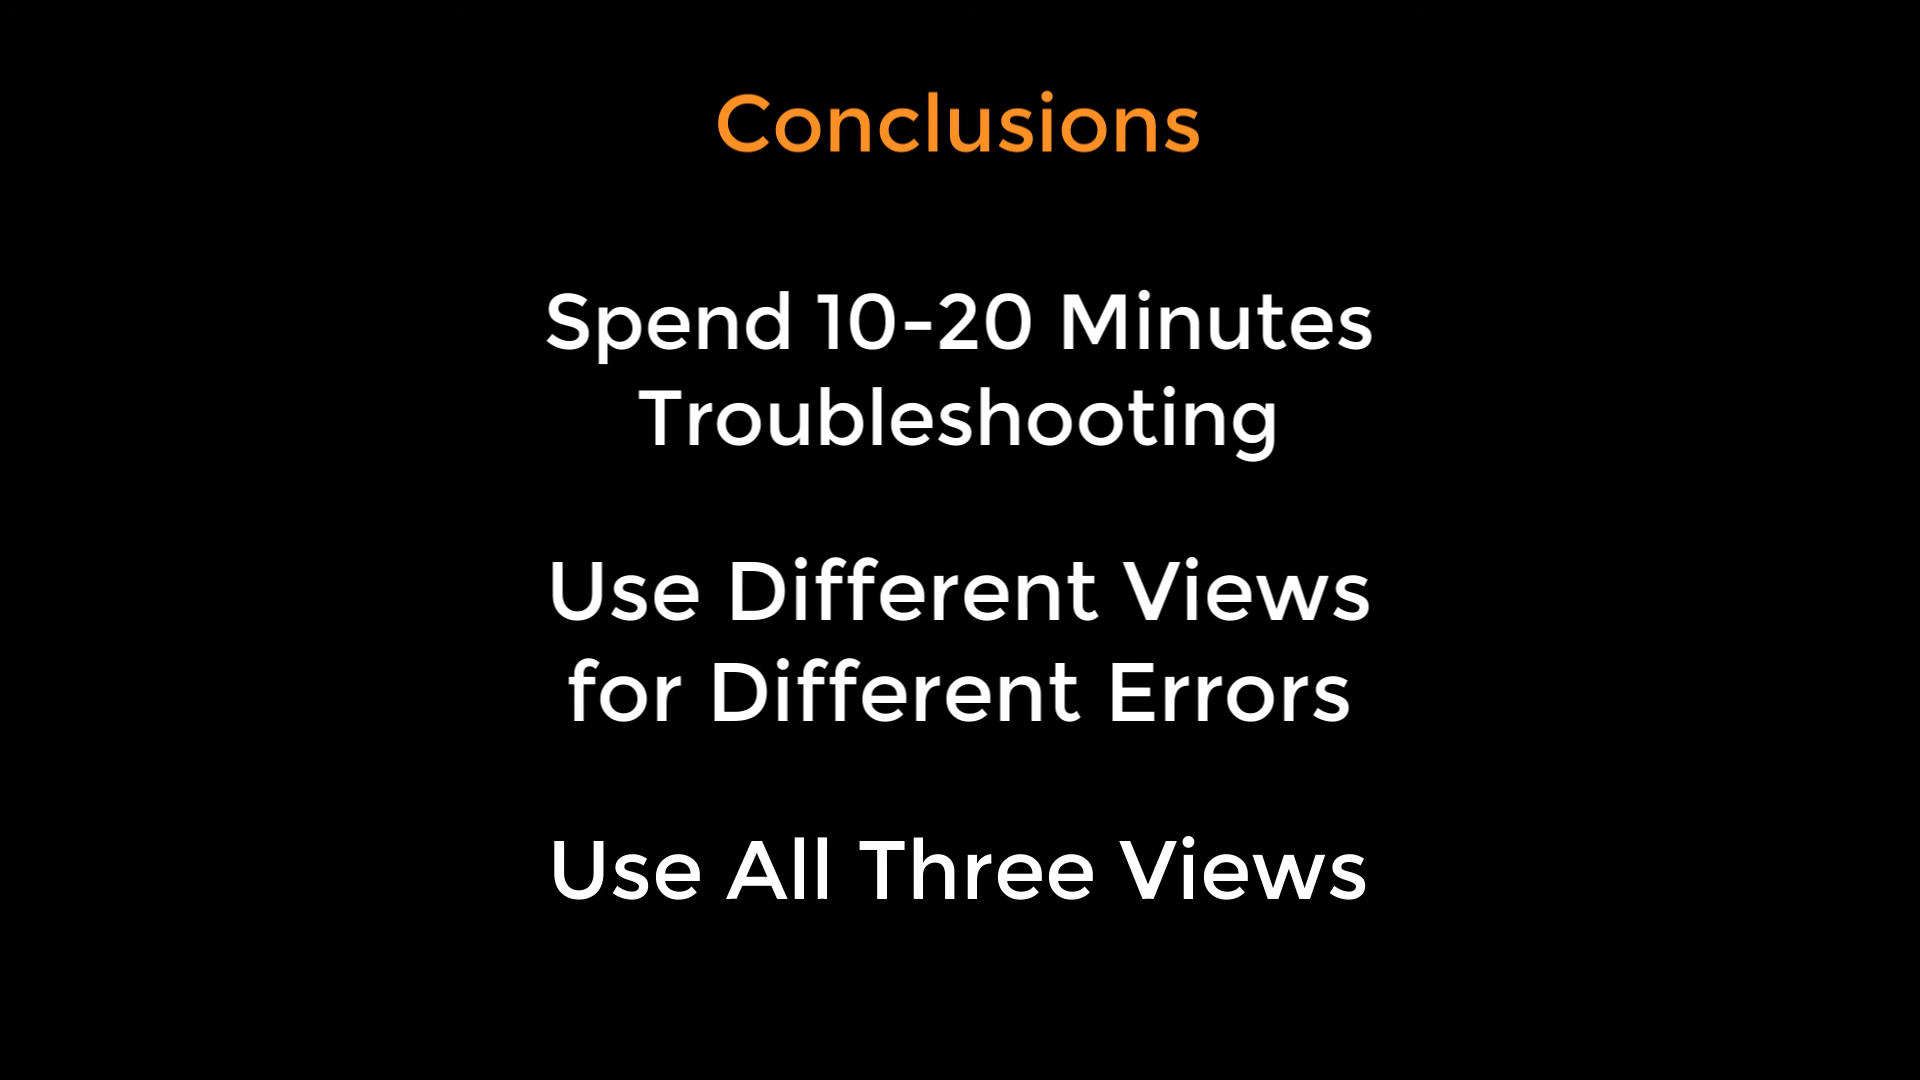 Conclusions
Spend 10-20 Minutes
Troubleshooting
Use Different Views
for Different Errors
Use All Three Views